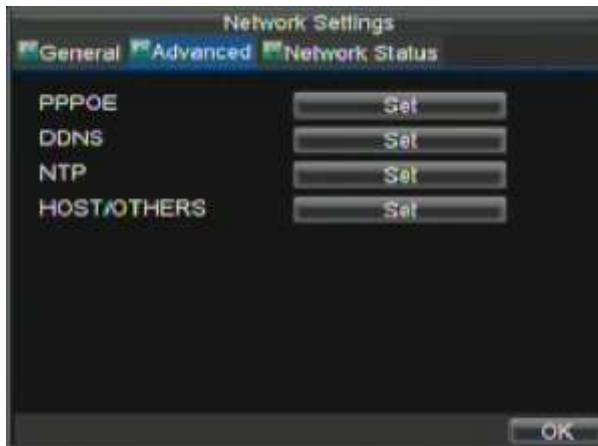 Network Settings
General Advanced Network Status
PPPOE Set
DDNS Set
NTP Set
HOST/OTHERS Set
OK